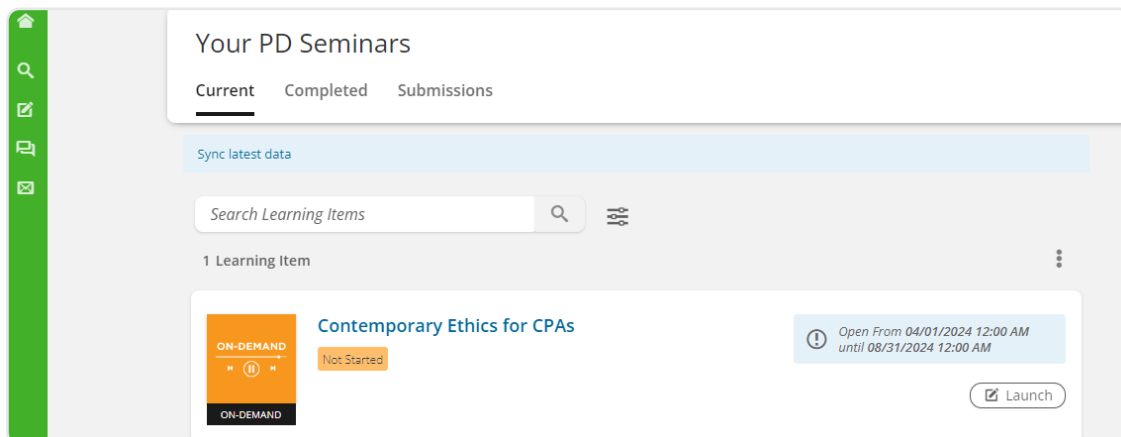 Your PD Seminars
Current Completed Submissions
Sync latest data
Search Learning Items
1 Learning Item
ON-DEMAND
ON-DEMAND
Contemporary Ethics for CPAs
Not Started
Open From 04/01/2024 12:00 AM
until 08/31/2024 12:00 AM
Launch